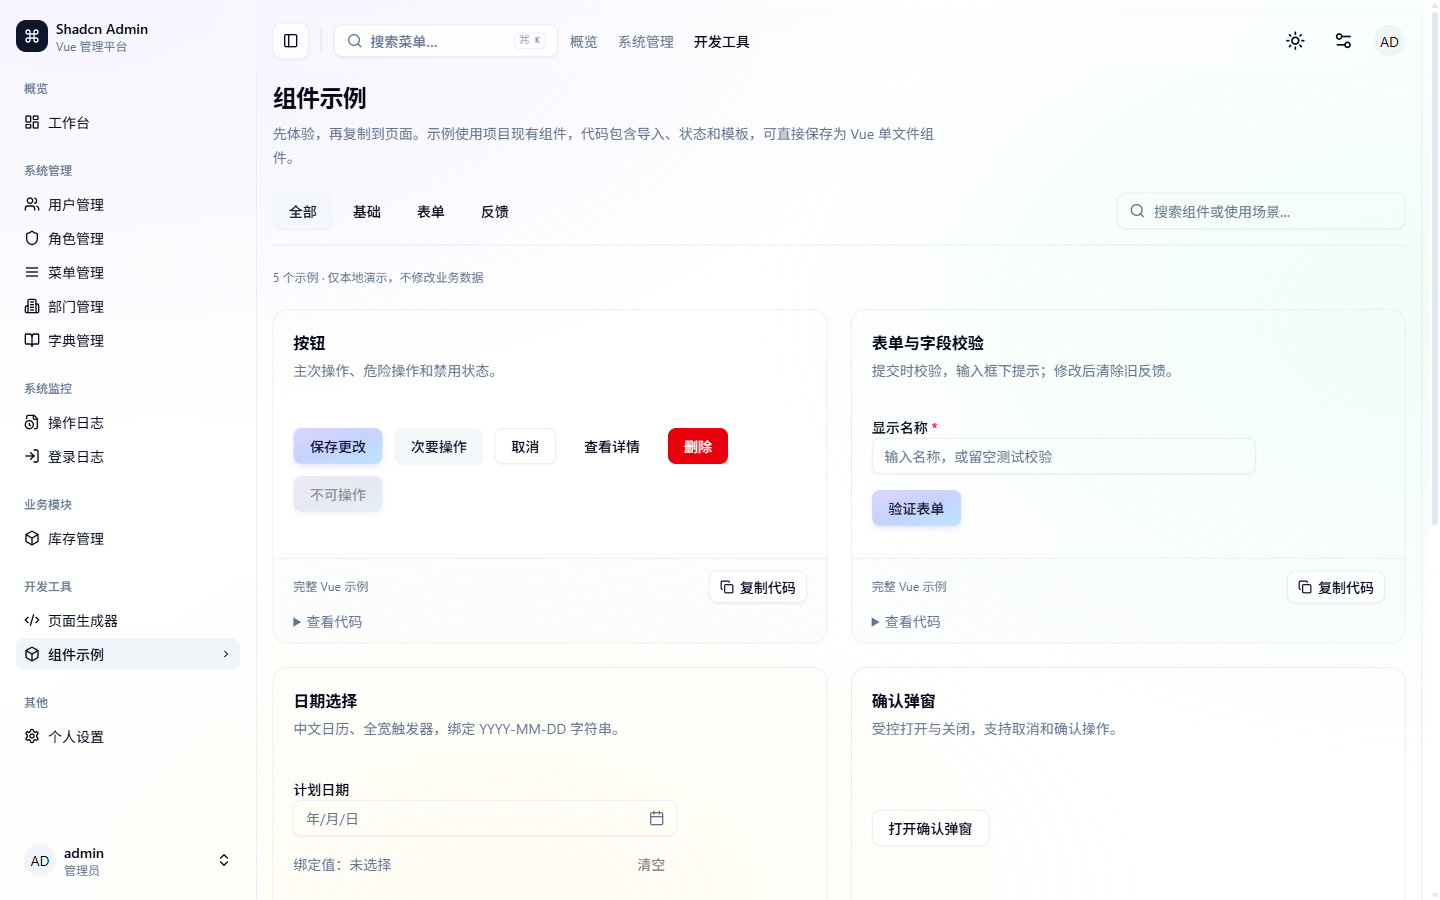 Shadcn Admin
Vue 管理平台
概览
工作台
系统管理
用户管理
角色管理
菜单管理
部门管理
字典管理
系统监控
操作日志
登录日志
业务模块
库存管理
开发工具
页面生成器
组件示例
其他
个人设置
AD
admin
管理员
搜索菜单...
⌘ K
概览
系统管理
开发工具
AD
组件示例
先体验，再复制到页面。示例使用项目现有组件，代码包含导入、状态和模板，可直接保存为 Vue 单文件组
件。
全部
基础
表单
反馈
搜索组件或使用场景...
5 个示例 · 仅本地演示，不修改业务数据
按钮
主次操作、危险操作和禁用状态。
保存更改
次要操作
取消
查看详情
删除
不可操作
完整 Vue 示例
复制代码
查看代码
表单与字段校验
提交时校验，输入框下提示；修改后清除旧反馈。
显示名称 *
输入名称，或留空测试校验
验证表单
完整 Vue 示例
复制代码
查看代码
日期选择
中文日历、全宽触发器，绑定 YYYY-MM-DD 字符串。
计划日期
年/月/日
绑定值：未选择
清空
确认弹窗
受控打开与关闭，支持取消和确认操作。
打开确认弹窗